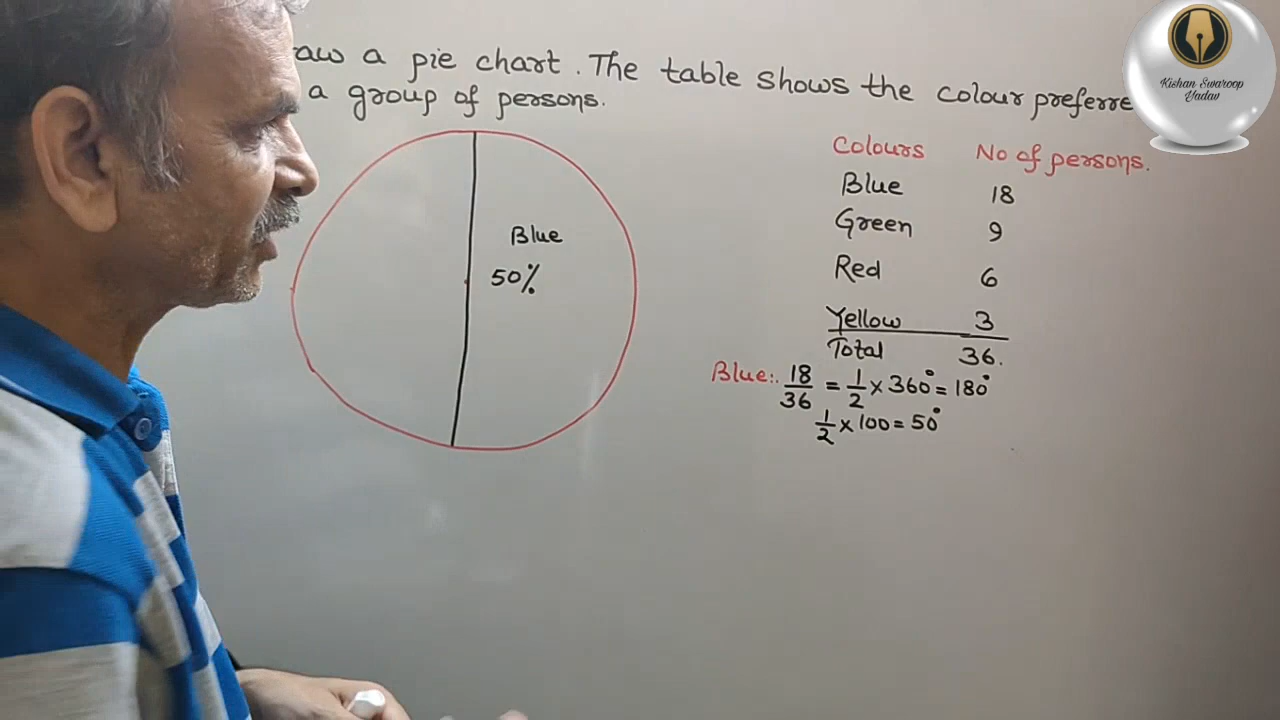 aw a pie chart. The table shows the colour preferre
a group of persons.
Colours No of persons.
Blue 18
Green 9
Red 6
Yellow 3
Total 36.
Blue:. 18/36 = 1/2 × 360° = 180°
1/2 × 100 = 50°
Blue
50%
Kishan Swaroop
Yadav